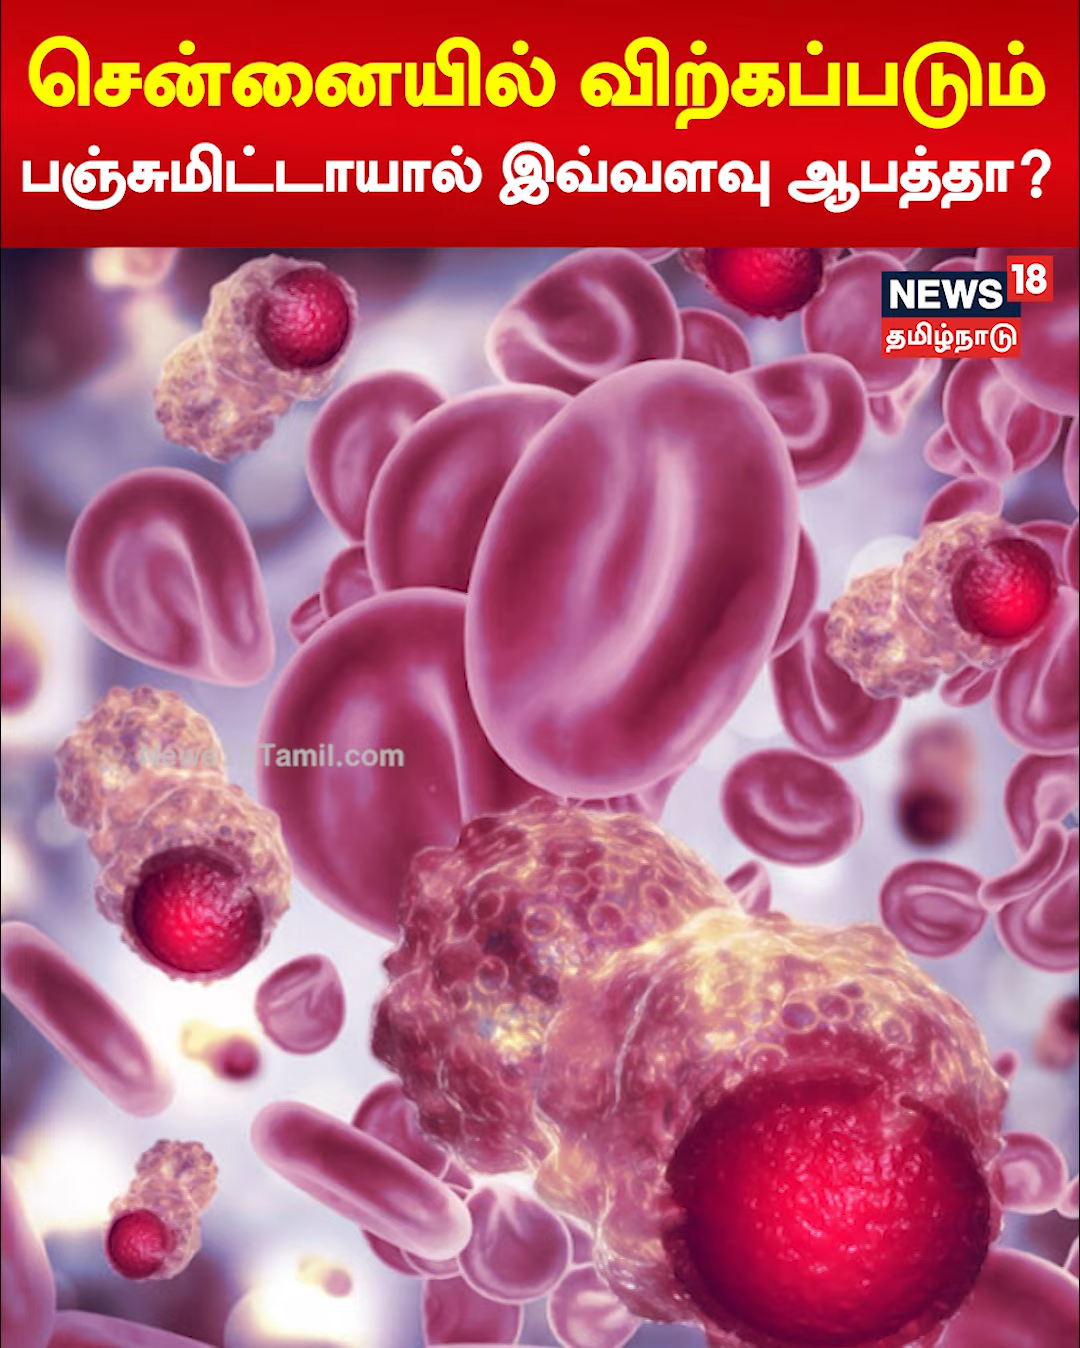 சென்னையில் விற்கப்படும்
பஞ்சுமிட்டாயால் இவ்வளவு ஆபத்தா?
NEWS 18
தமிழ்நாடு
Tamil.com